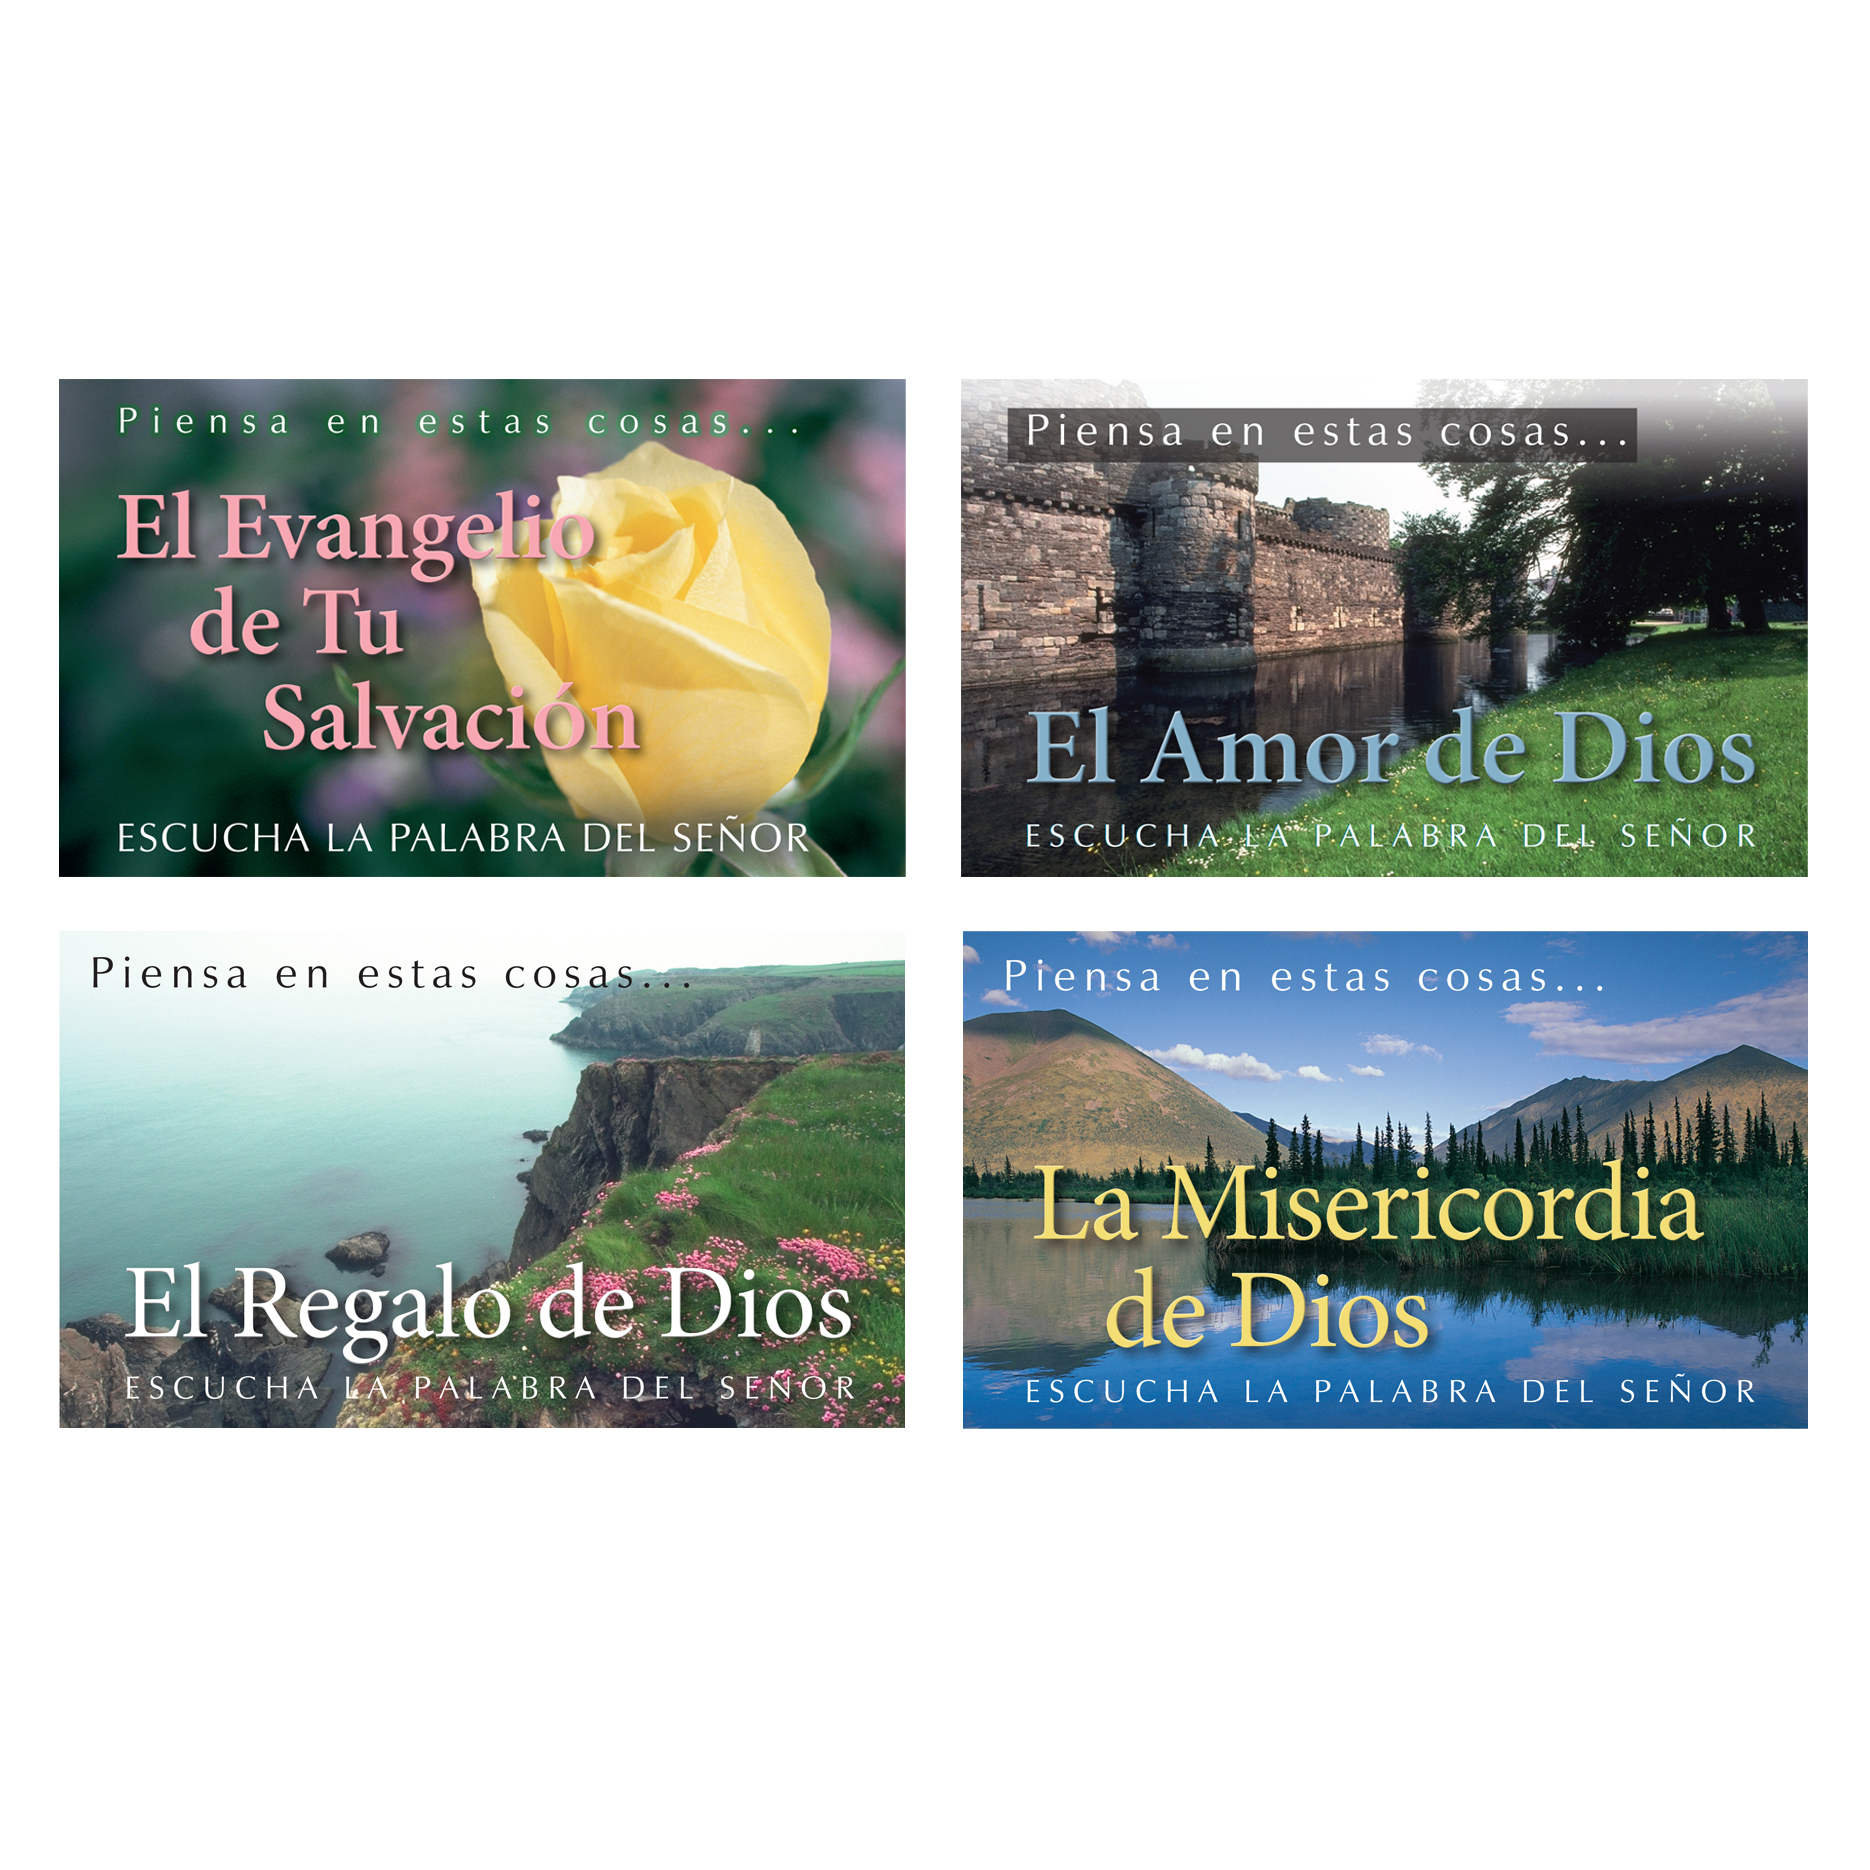 Piensa en estas cosas...
El Evangelio
de Tu
Salvación
ESCUCHA LA PALABRA DEL SEÑOR
Piensa en estas cosas...
El Amor de Dios
ESCUCHA LA PALABRA DEL SEÑOR
Piensa en estas cosas...
El Regalo de Dios
ESCUCHA LA PALABRA DEL SEÑOR
Piensa en estas cosas...
La Misericordia
de Dios
ESCUCHA LA PALABRA DEL SEÑOR